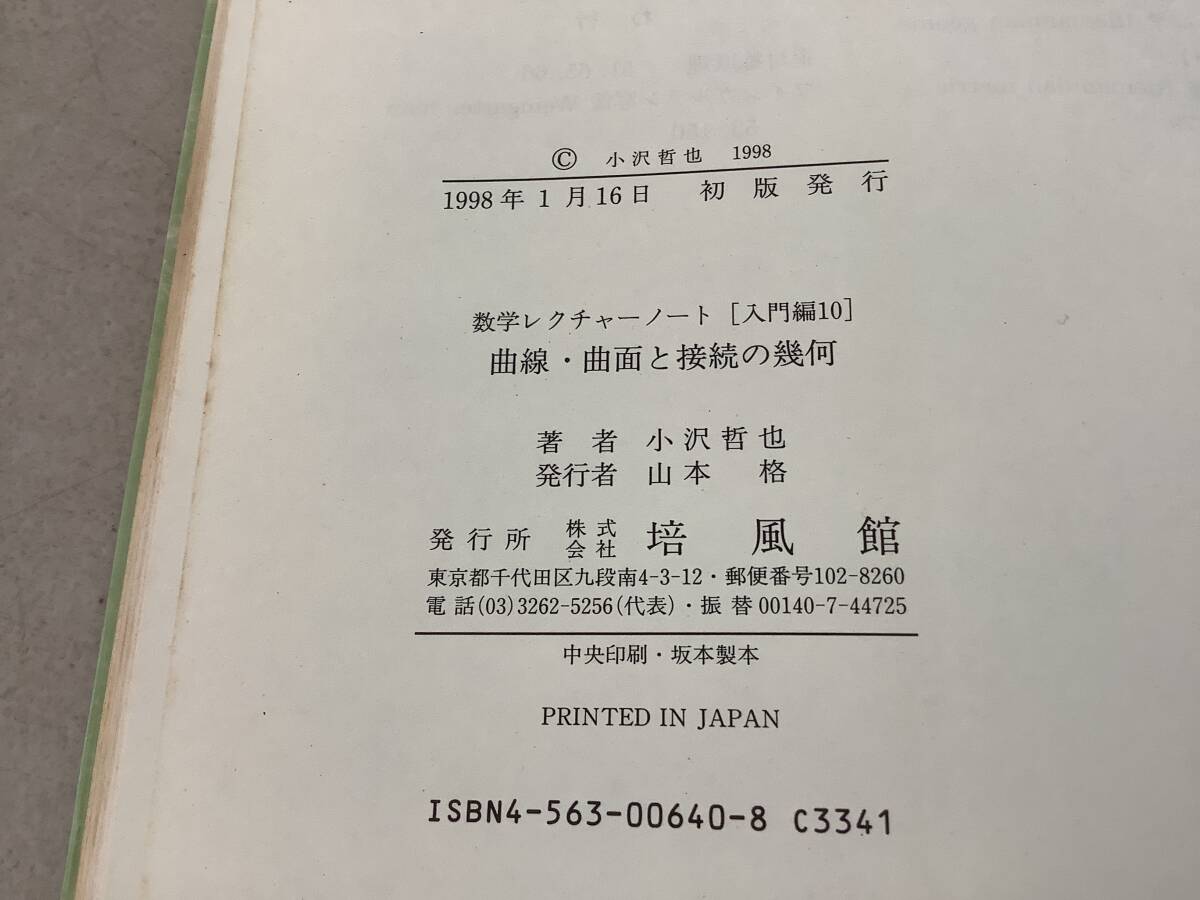 © 小沢哲也 1998
1998年1月16日 初版発行
数学レクチャーノート［入門編10］
曲線・曲面と接続の幾何
著者 小沢哲也
発行者 山本 格
発行所 株式会社 培風館
東京都千代田区九段南4-3-12・郵便番号102-8260
電話(03)3262-5256(代表)・振替00140-7-44725
中央印刷・坂本製本
PRINTED IN JAPAN
ISBN4-563-00640-8 C3341